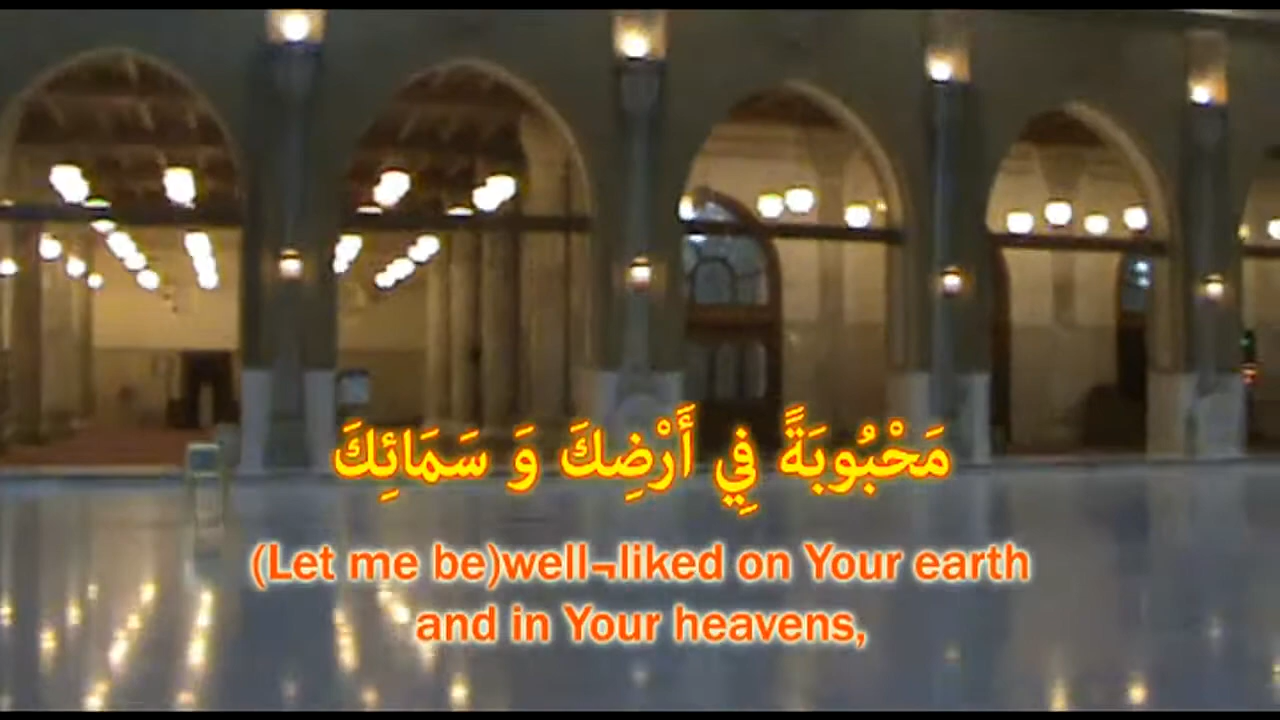 مَحْبُوبَةً فِي أَرْضِكَ وَ سَمَائِكَ
(Let me be)well¬liked on Your earth
and in Your heavens,